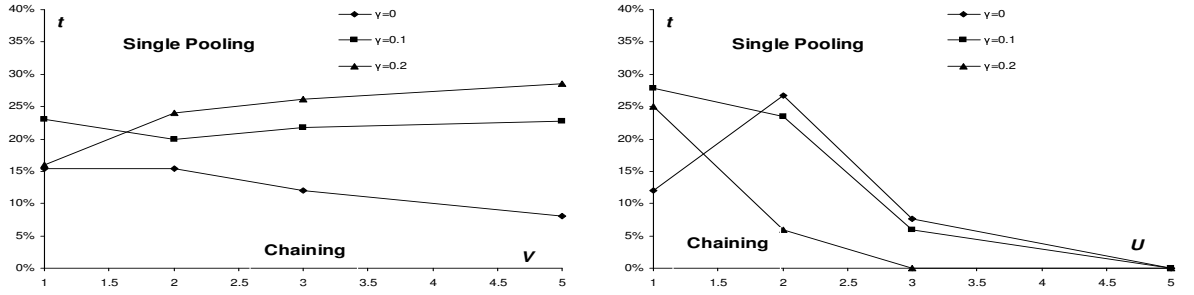 40%
t
γ=0
35%
Single Pooling
γ=0.1
γ=0.2
30%
25%
20%
15%
10%
5%
Chaining
V
0%
1 1.5 2 2.5 3 3.5 4 4.5 5
40%
t
γ=0
35%
Single Pooling
γ=0.1
γ=0.2
30%
25%
20%
15%
10%
5%
Chaining
U
0%
1 1.5 2 2.5 3 3.5 4 4.5 5